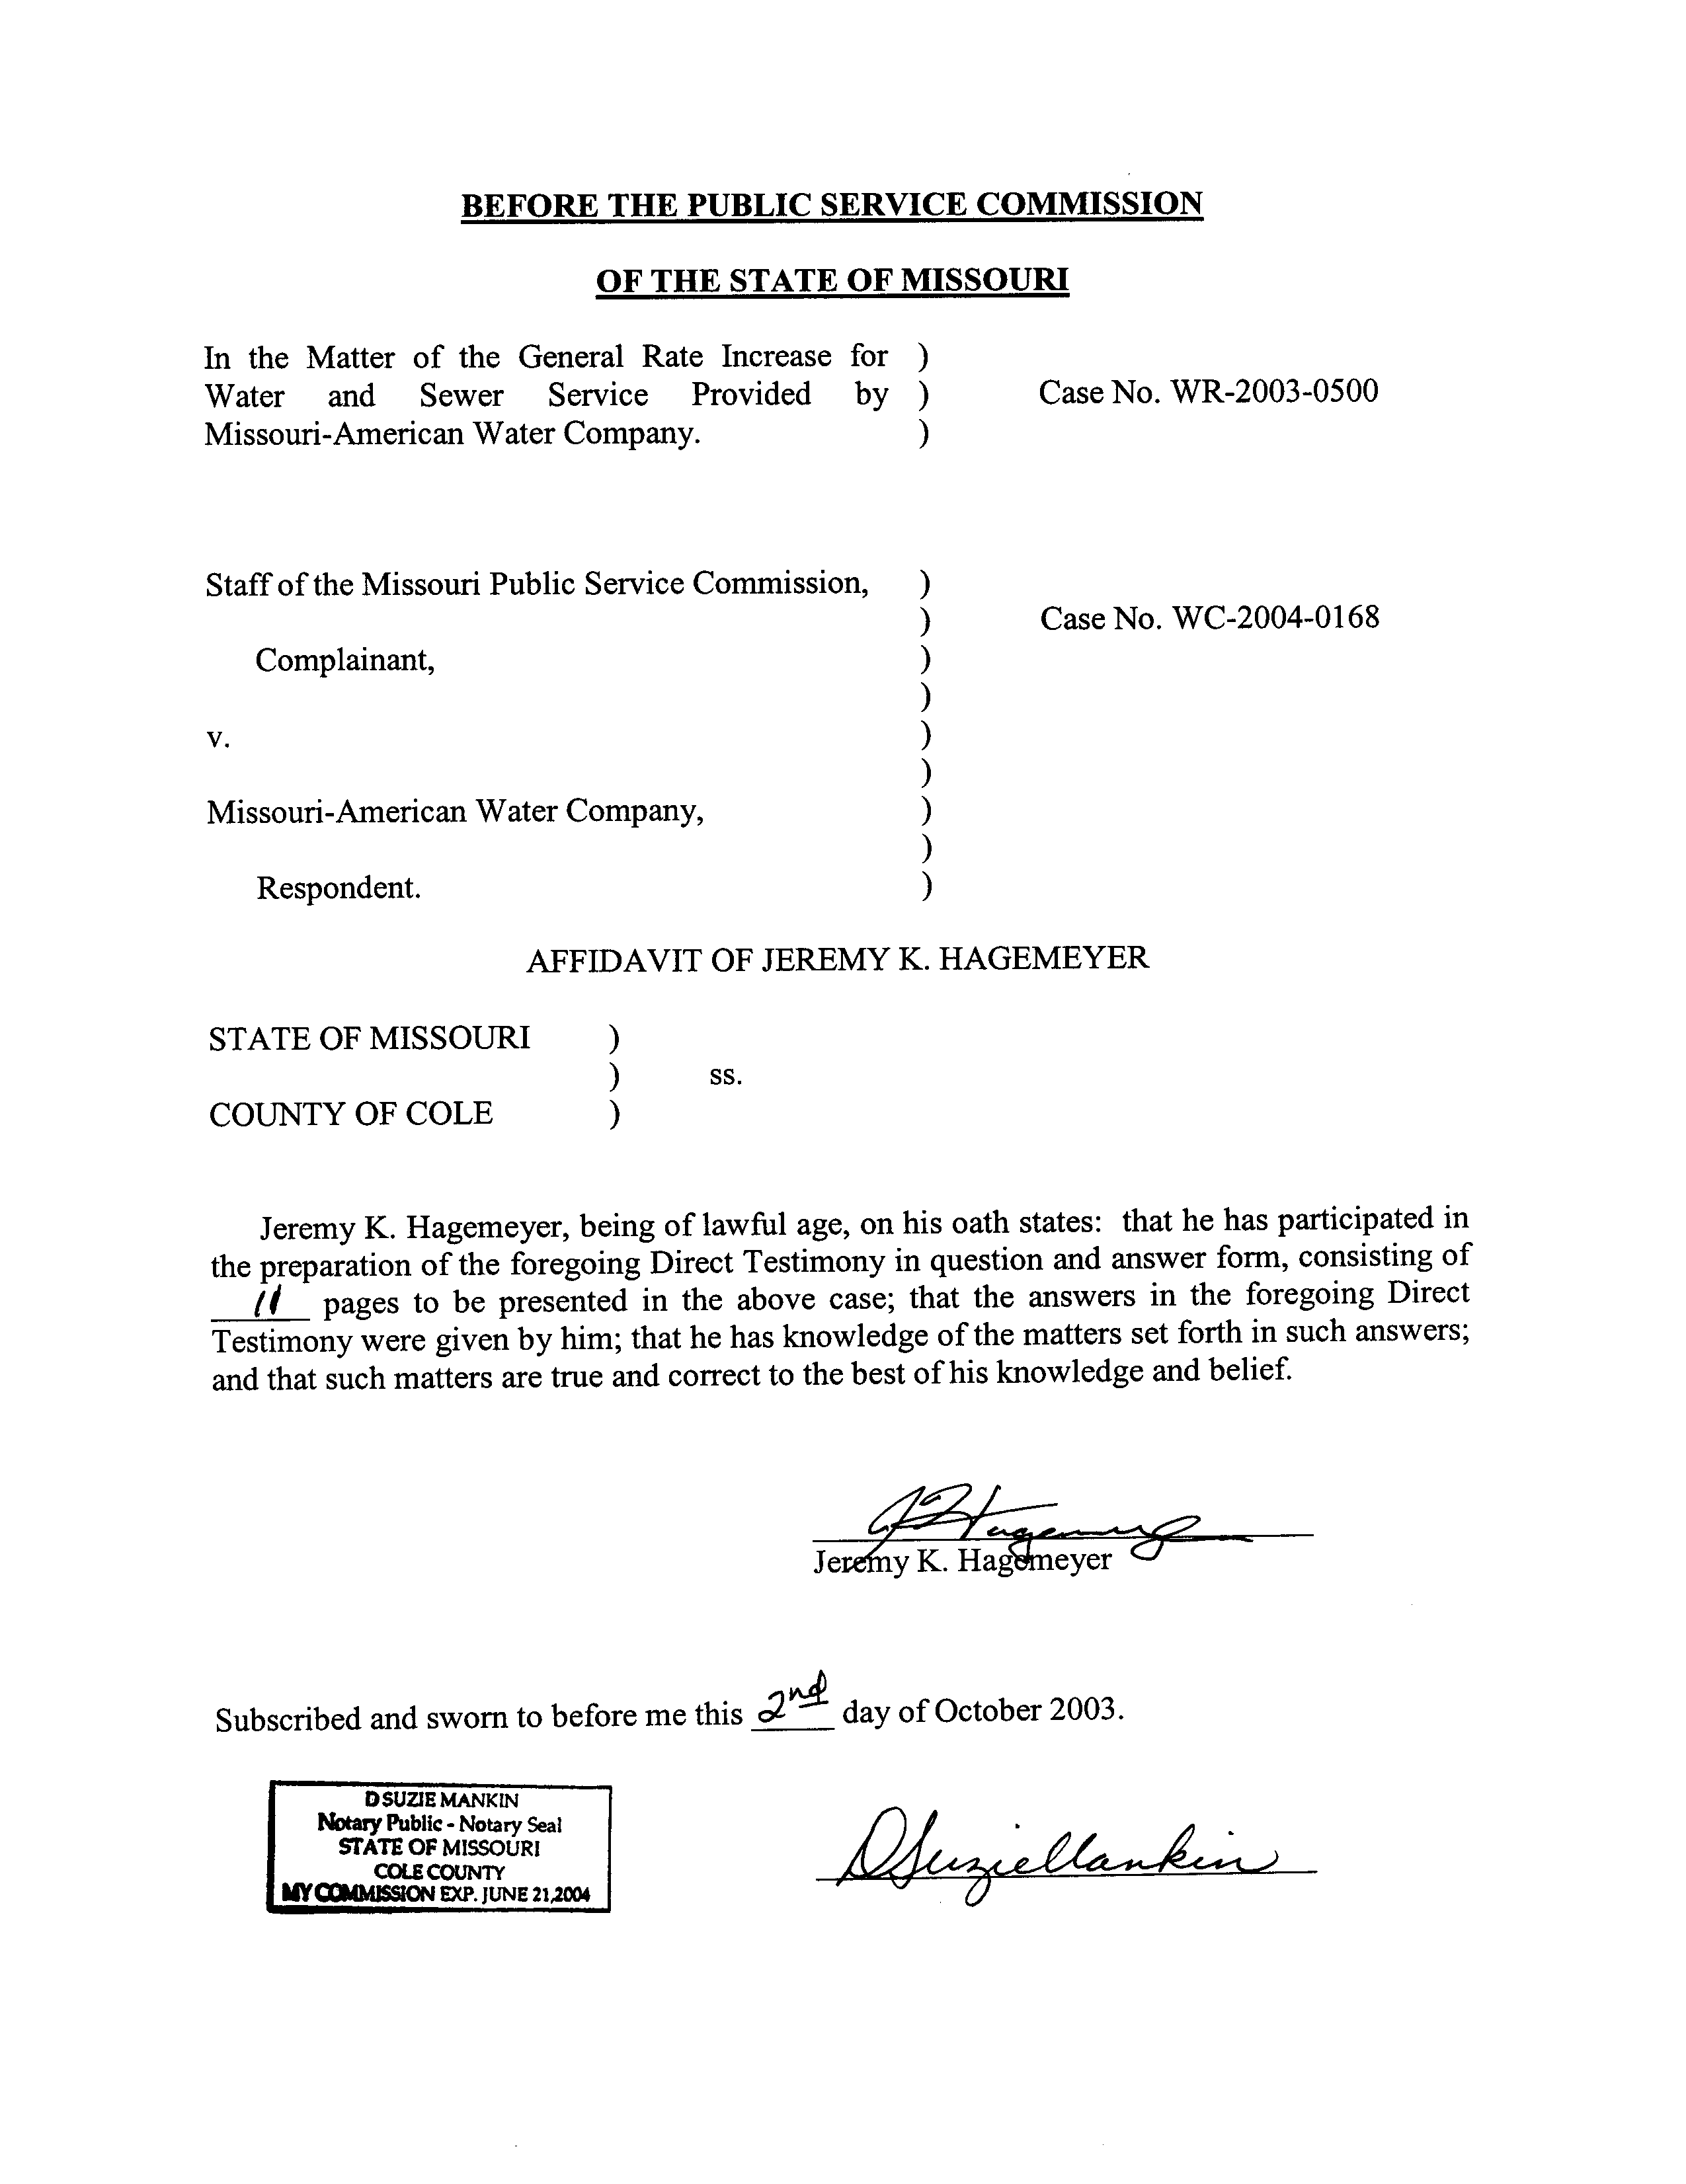 BEFORE THE PUBLIC SERVICE COMMISSION
OF THE STATE OF MISSOURI
In the Matter of the General Rate Increase for )
Water and Sewer Service Provided by ) Case No. WR-2003-0500
Missouri-American Water Company. )
Staff of the Missouri Public Service Commission, )
) Case No. WC-2004-0168
Complainant, )
)
v. )
)
Missouri-American Water Company, )
)
Respondent. )
AFFIDAVIT OF JEREMY K. HAGEMEYER
STATE OF MISSOURI )
) ss.
COUNTY OF COLE )
Jeremy K. Hagemeyer, being of lawful age, on his oath states: that he has participated in
the preparation of the foregoing Direct Testimony in question and answer form, consisting of
11 pages to be presented in the above case; that the answers in the foregoing Direct
Testimony were given by him; that he has knowledge of the matters set forth in such answers;
and that such matters are true and correct to the best of his knowledge and belief.
JKHagemeyer
Jeremy K. Hagemeyer
Subscribed and sworn to before me this 2nd day of October 2003.
D SUZIE MANKIN
Notary Public - Notary Seal
STATE OF MISSOURI
COLE COUNTY
MY COMMISSION EXP. JUNE 21,2004
D Suzie Mankin